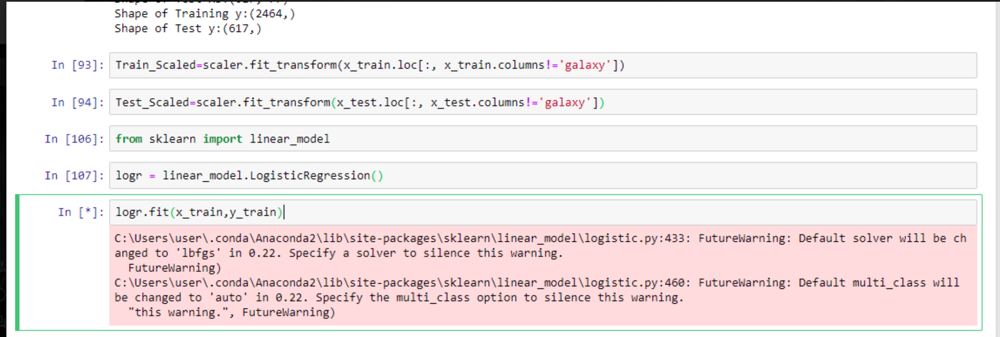 Shape of Training y:(2464,)
Shape of Test y:(617,)
In [93]: Train_Scaled=scaler.fit_transform(x_train.loc[:, x_train.columns!='galaxy'])
In [94]: Test_Scaled=scaler.fit_transform(x_test.loc[:, x_test.columns!='galaxy'])
In [106]: from sklearn import linear_model
In [107]: logr = linear_model.LogisticRegression()
In [*]: logr.fit(x_train,y_train)
C:\Users\user\.conda\Anaconda2\lib\site-packages\sklearn\linear_model\logistic.py:433: FutureWarning: Default solver will be ch
anged to 'lbfgs' in 0.22. Specify a solver to silence this warning.
  FutureWarning)
C:\Users\user\.conda\Anaconda2\lib\site-packages\sklearn\linear_model\logistic.py:460: FutureWarning: Default multi_class will
be changed to 'auto' in 0.22. Specify the multi_class option to silence this warning.
  "this warning.", FutureWarning)